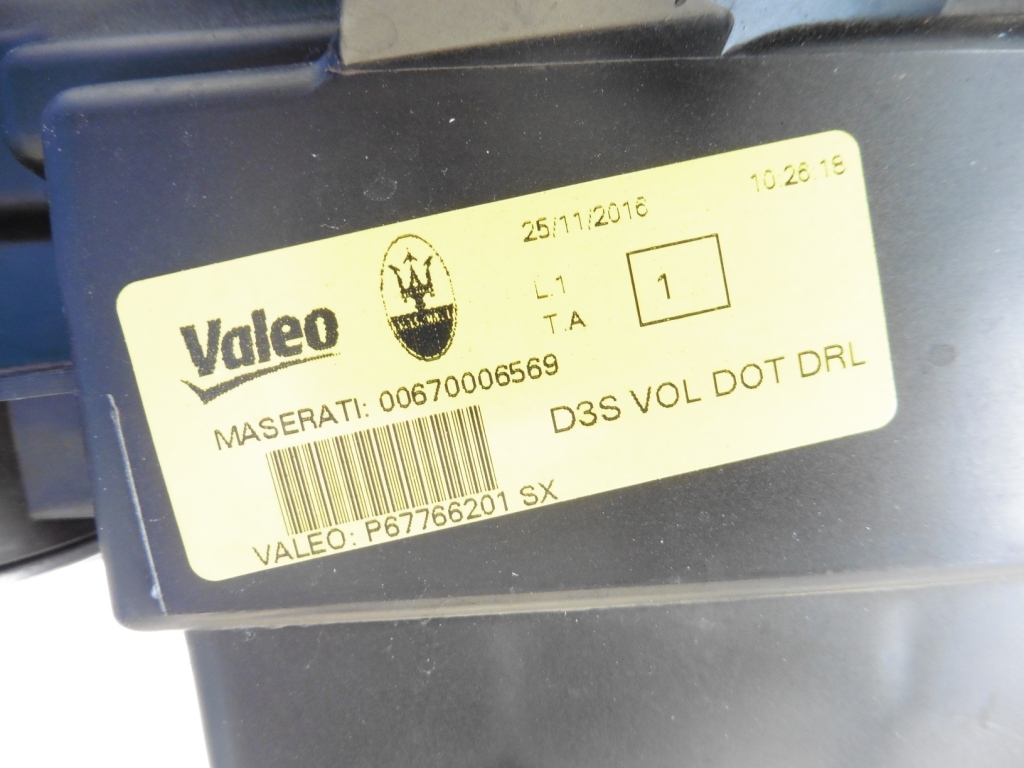 25/11/2016 10:26:18
Valeo
L.1 1
T.A
MASERATI: 00670006569
D3S VOL DOT DRL
VALEO: P67766201 SX